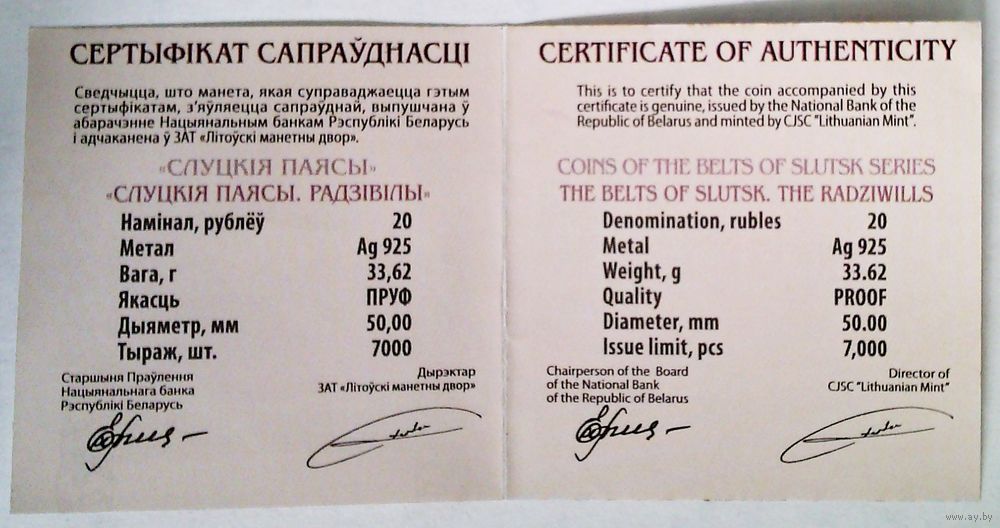 СЕРТЫФІКАТ САПРАЎДНАСЦІ
Сведчыцца, што манета, якая суправаджаецца гэтым
сертыфікатам, з'яўляецца сапраўднай, выпушчана ў
абарачэнне Нацыянальным банкам Рэспублікі Беларусь
і адчаканена ў ЗАТ «Літоўскі манетны двор».
«СЛУЦКІЯ ПАЯСЫ»
«СЛУЦКІЯ ПАЯСЫ. РАДЗІВІЛЫ»
Намінал, рублёў 20
Метал Ag 925
Вага, г 33,62
Якасць ПРУФ
Дыяметр, мм 50,00
Тыраж, шт. 7000
Старшыня Праўлення
Нацыянальнага банка
Рэспублікі Беларусь
Дырэктар
ЗАТ «Літоўскі манетны двор»
CERTIFICATE OF AUTHENTICITY
This is to certify that the coin accompanied by this
certificate is genuine, issued by the National Bank of the
Republic of Belarus and minted by CJSC "Lithuanian Mint".
COINS OF THE BELTS OF SLUTSK SERIES
THE BELTS OF SLUTSK. THE RADZIWILLS
Denomination, rubles 20
Metal Ag 925
Weight, g 33.62
Quality PROOF
Diameter, mm 50.00
Issue limit, pcs 7,000
Chairperson of the Board
of the National Bank
of the Republic of Belarus
Director of
CJSC "Lithuanian Mint"
www.ay.by